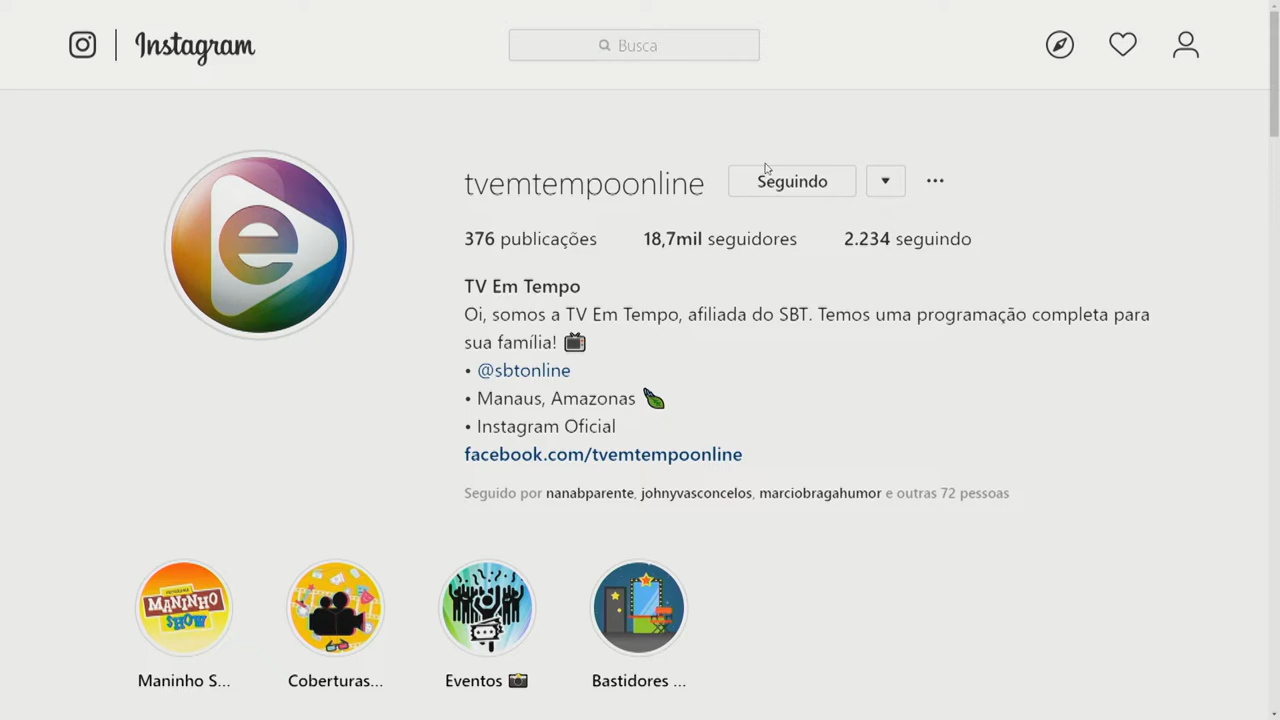 Instagram
Busca
tvemtempoonline Seguindo
376 publicações 18,7mil seguidores 2.234 seguindo
TV Em Tempo
Oi, somos a TV Em Tempo, afiliada do SBT. Temos uma programação completa para
sua família! 📺
• @sbtonline
• Manaus, Amazonas 🍃
• Instagram Oficial
facebook.com/tvemtempoonline
Seguido por nanabparente, johnyvasconcelos, marciobragahumor e outras 72 pessoas
e
MANINHO
SHOW
Maninho S... Coberturas... Eventos 📸 Bastidores ...